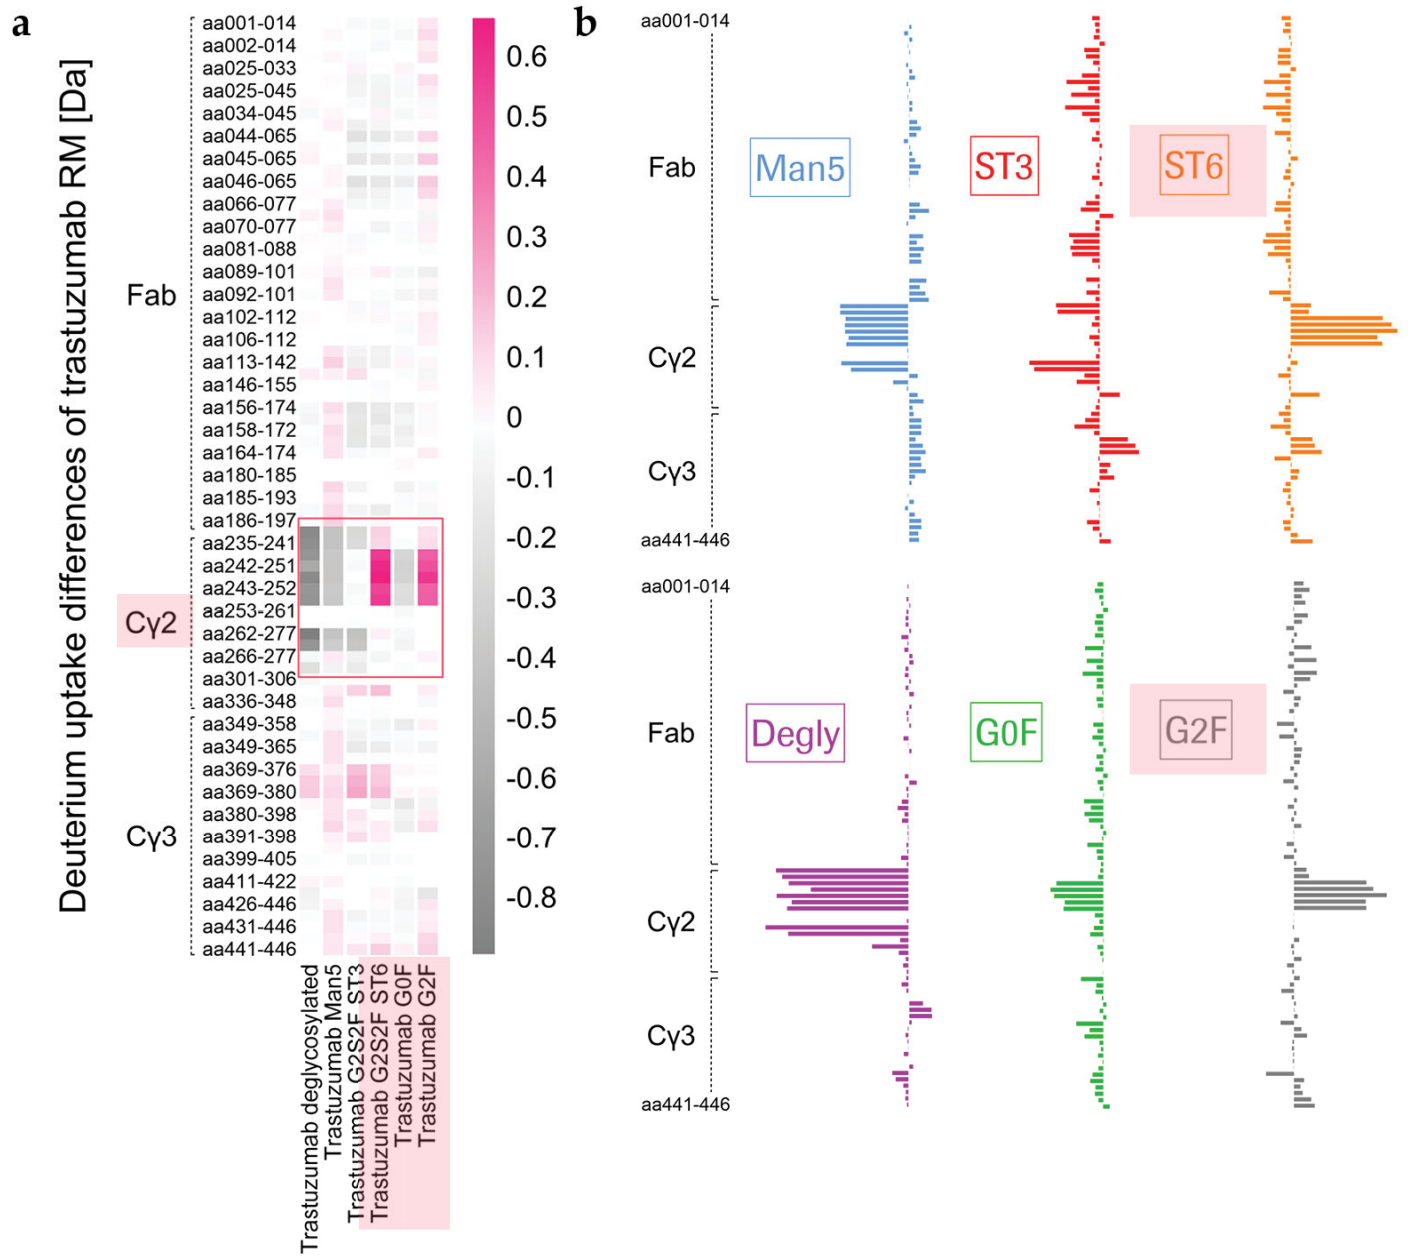 a
Deuterium uptake differences of trastuzumab RM [Da]
Fab
Cγ2
Cγ3
aa001-014
aa002-014
aa025-033
aa025-045
aa034-045
aa044-065
aa045-065
aa046-065
aa066-077
aa070-077
aa081-088
aa089-101
aa092-101
aa102-112
aa106-112
aa113-142
aa146-155
aa156-174
aa158-172
aa164-174
aa180-185
aa185-193
aa186-197
aa235-241
aa242-251
aa243-252
aa253-261
aa262-277
aa266-277
aa301-306
aa336-348
aa349-358
aa349-365
aa369-376
aa369-380
aa380-398
aa391-398
aa399-405
aa411-422
aa426-446
aa431-446
aa441-446
Trastuzumab deglycosylated
Trastuzumab Man5
Trastuzumab G2S2F ST3
Trastuzumab G2S2F ST6
Trastuzumab G0F
Trastuzumab G2F
0.6
0.5
0.4
0.3
0.2
0.1
0
-0.1
-0.2
-0.3
-0.4
-0.5
-0.6
-0.7
-0.8
b
aa001-014
Fab
Cγ2
Cγ3
aa441-446
Man5
ST3
ST6
aa001-014
Fab
Cγ2
Cγ3
aa441-446
Degly
G0F
G2F